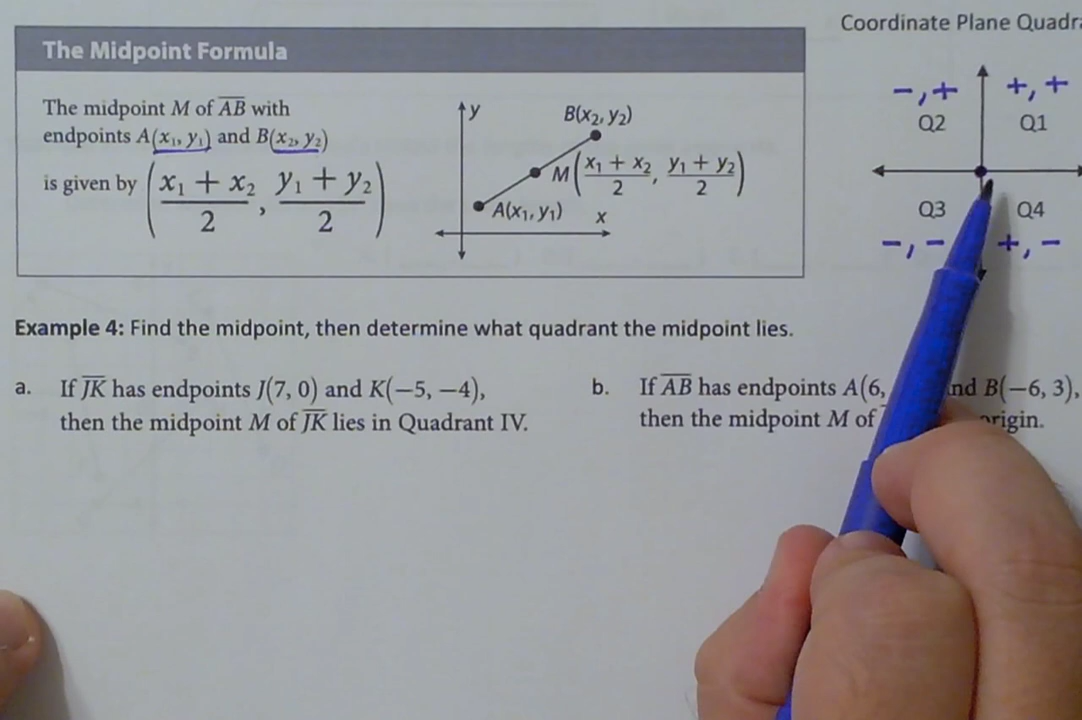 The Midpoint Formula
The midpoint M of AB with
endpoints A(x₁, y₁) and B(x₂, y₂)
is given by (x₁ + x₂ / 2, y₁ + y₂ / 2)
y
B(x₂, y₂)
M(x₁ + x₂ / 2, y₁ + y₂ / 2)
A(x₁, y₁)
x
Coordinate Plane
-,+ +,+
Q2 Q1
Q3 Q4
-,- +,-
Example 4: Find the midpoint, then determine what quadrant the midpoint lies.
a. If JK has endpoints J(7, 0) and K(−5, −4),
then the midpoint M of JK lies in Quadrant IV.
b. If AB has endpoints A(6, B(−6, 3),
then the midpoint M of origin.